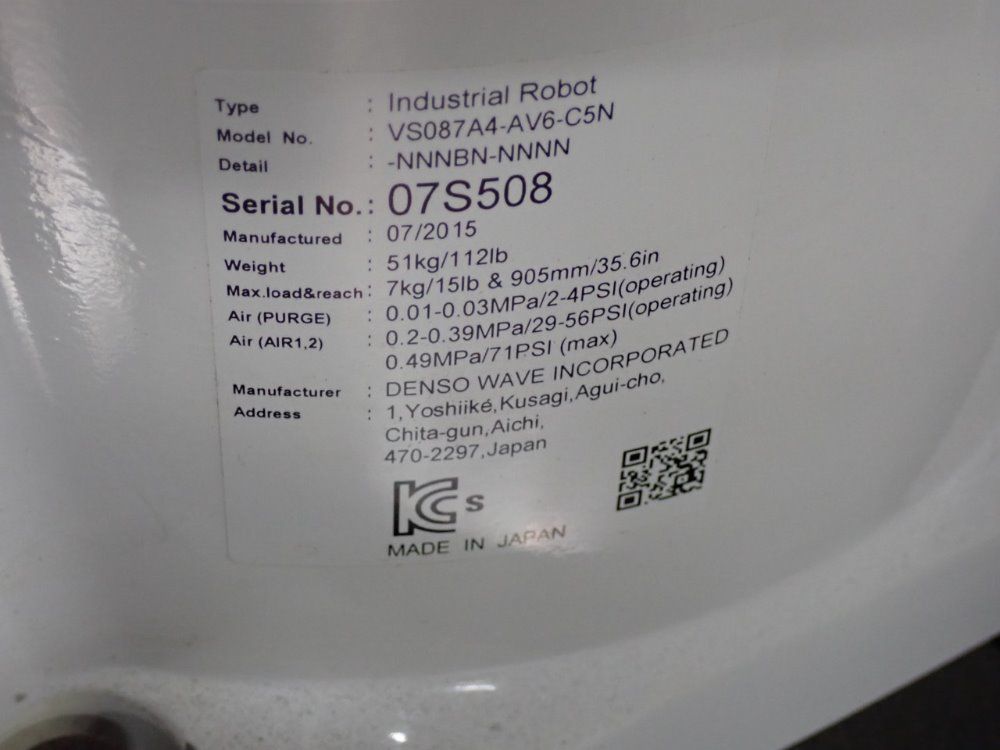 Type : Industrial Robot
Model No. : VS087A4-AV6-C5N
Detail : -NNNBN-NNNN
Serial No.: 07S508
Manufactured : 07/2015
Weight : 51kg/112lb
Max.load&reach : 7kg/15lb & 905mm/35.6in
Air (PURGE) : 0.01-0.03MPa/2-4PSI(operating)
Air (AIR1,2) : 0.2-0.39MPa/29-56PSI(operating)
0.49MPa/71PSI (max)
Manufacturer : DENSO WAVE INCORPORATED
Address : 1,Yoshiiké,Kusagi,Agui-cho,
Chita-gun,Aichi,
470-2297,Japan
KC s
MADE IN JAPAN